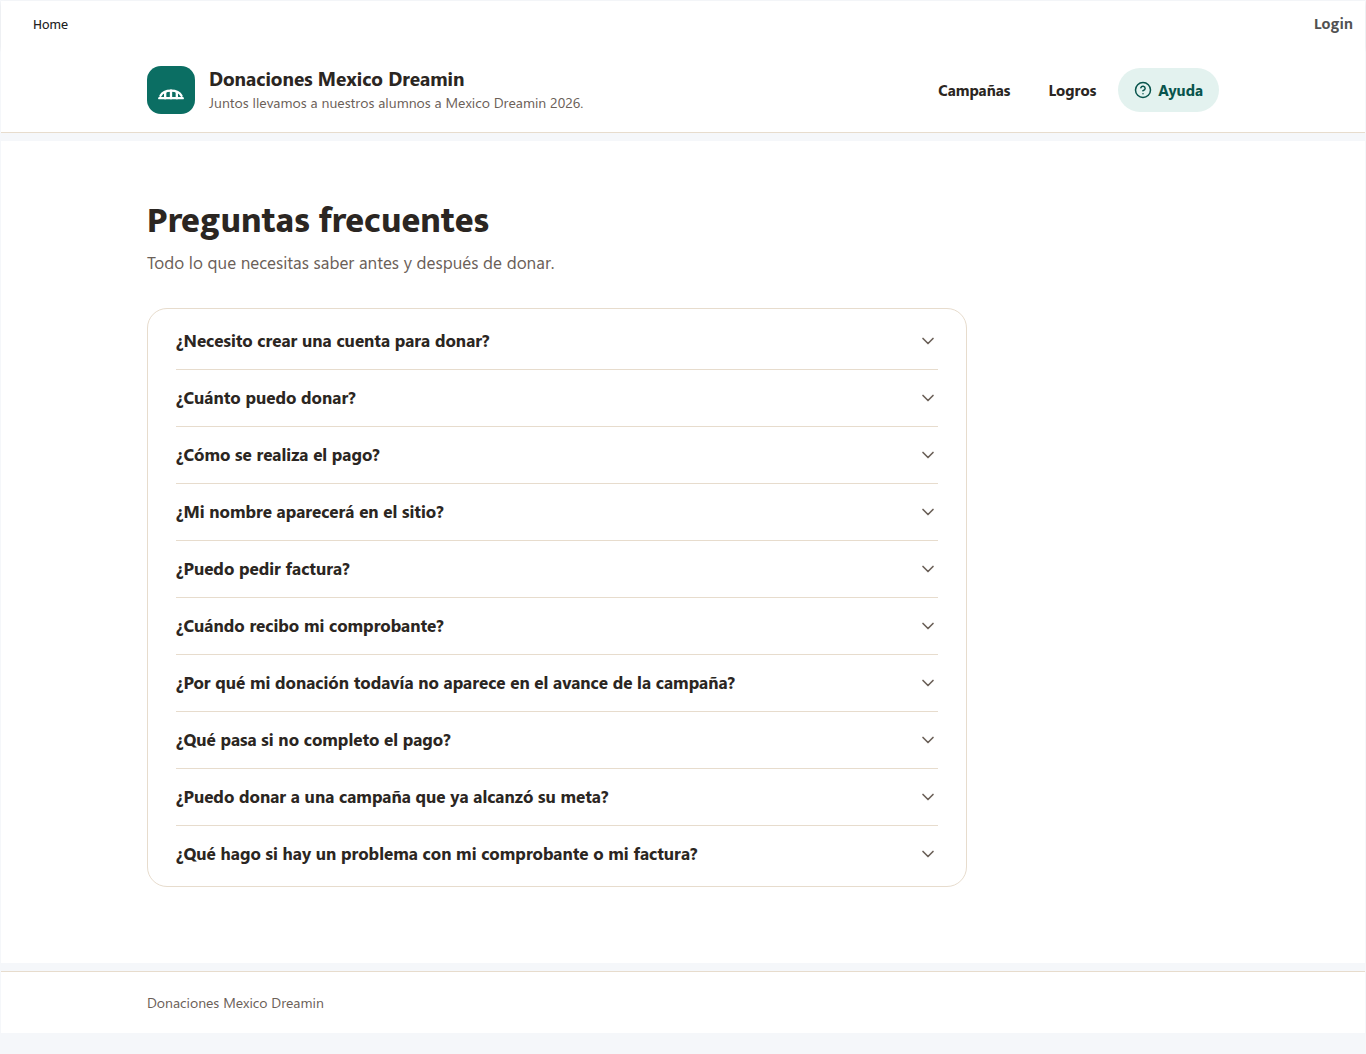 Home
Login
Donaciones Mexico Dreamin
Juntos llevamos a nuestros alumnos a Mexico Dreamin 2026.
Campañas
Logros
Ayuda
Preguntas frecuentes
Todo lo que necesitas saber antes y después de donar.
¿Necesito crear una cuenta para donar?
¿Cuánto puedo donar?
¿Cómo se realiza el pago?
¿Mi nombre aparecerá en el sitio?
¿Puedo pedir factura?
¿Cuándo recibo mi comprobante?
¿Por qué mi donación todavía no aparece en el avance de la campaña?
¿Qué pasa si no completo el pago?
¿Puedo donar a una campaña que ya alcanzó su meta?
¿Qué hago si hay un problema con mi comprobante o mi factura?
Donaciones Mexico Dreamin